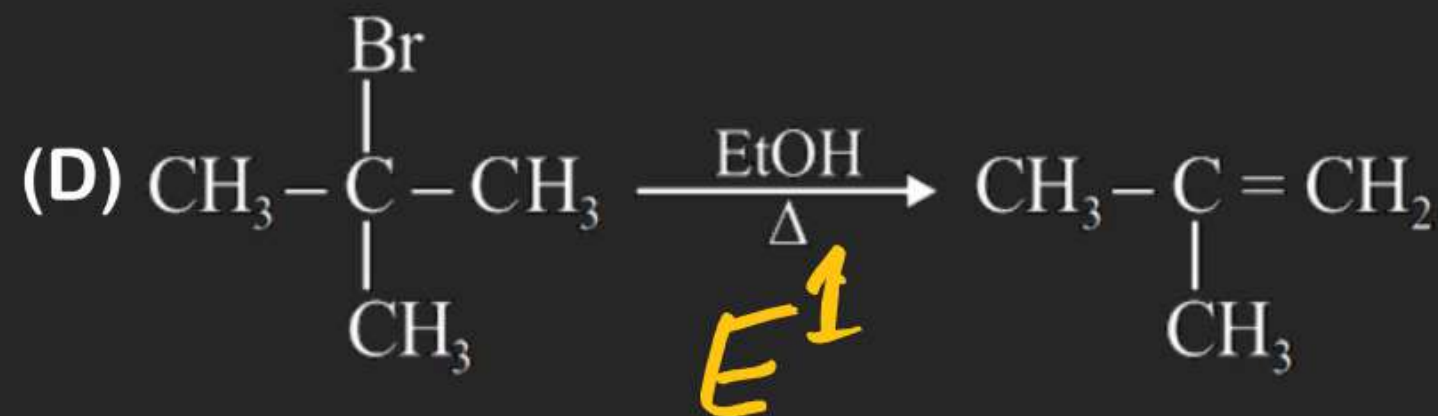 Br
(D) CH₃ – C – CH₃ EtOH Δ CH₃ – C = CH₂
CH₃ CH₃
E¹